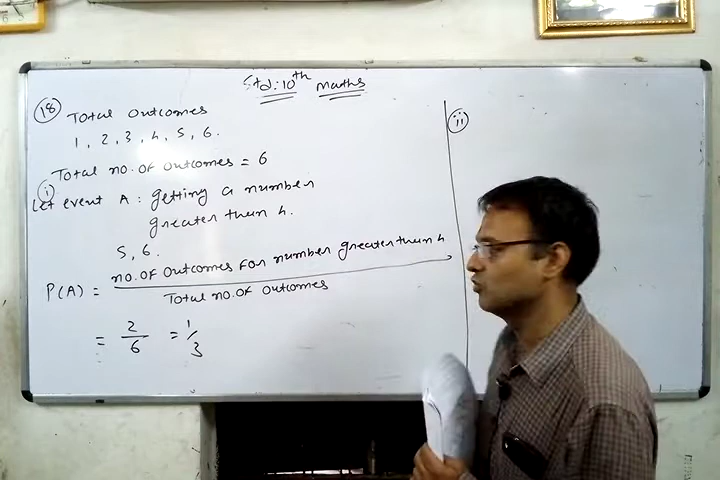 Std: 10th Maths
18 Total outcomes
1, 2, 3, 4, 5, 6.
Total no. of outcomes = 6
i
Let event A : getting a number
greater than 4.
5, 6.
P(A) = no. of outcomes for number greater than 4
Total no. of outcomes
= 2/6 = 1/3
ii